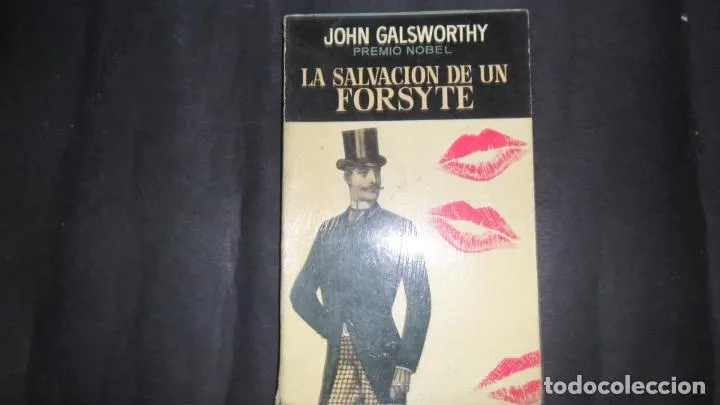 JOHN GALSWORTHY
PREMIO NOBEL
LA SALVACION DE UN
FORSYTE
todocoleccion